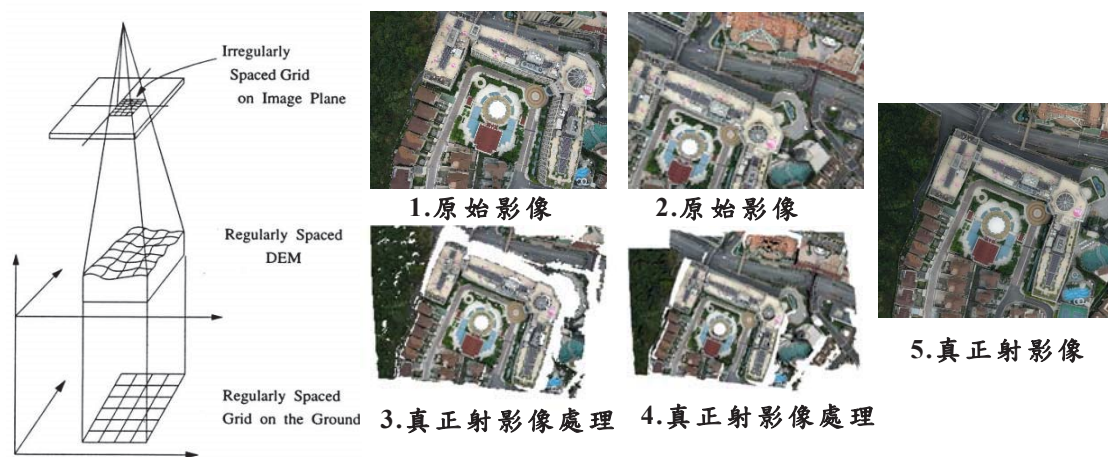 Irregularly
Spaced Grid
on Image Plane
Regularly Spaced
DEM
Regularly Spaced
Grid on the Ground
1.原始影像
2.原始影像
3.真正射影像處理
4.真正射影像處理
5.真正射影像